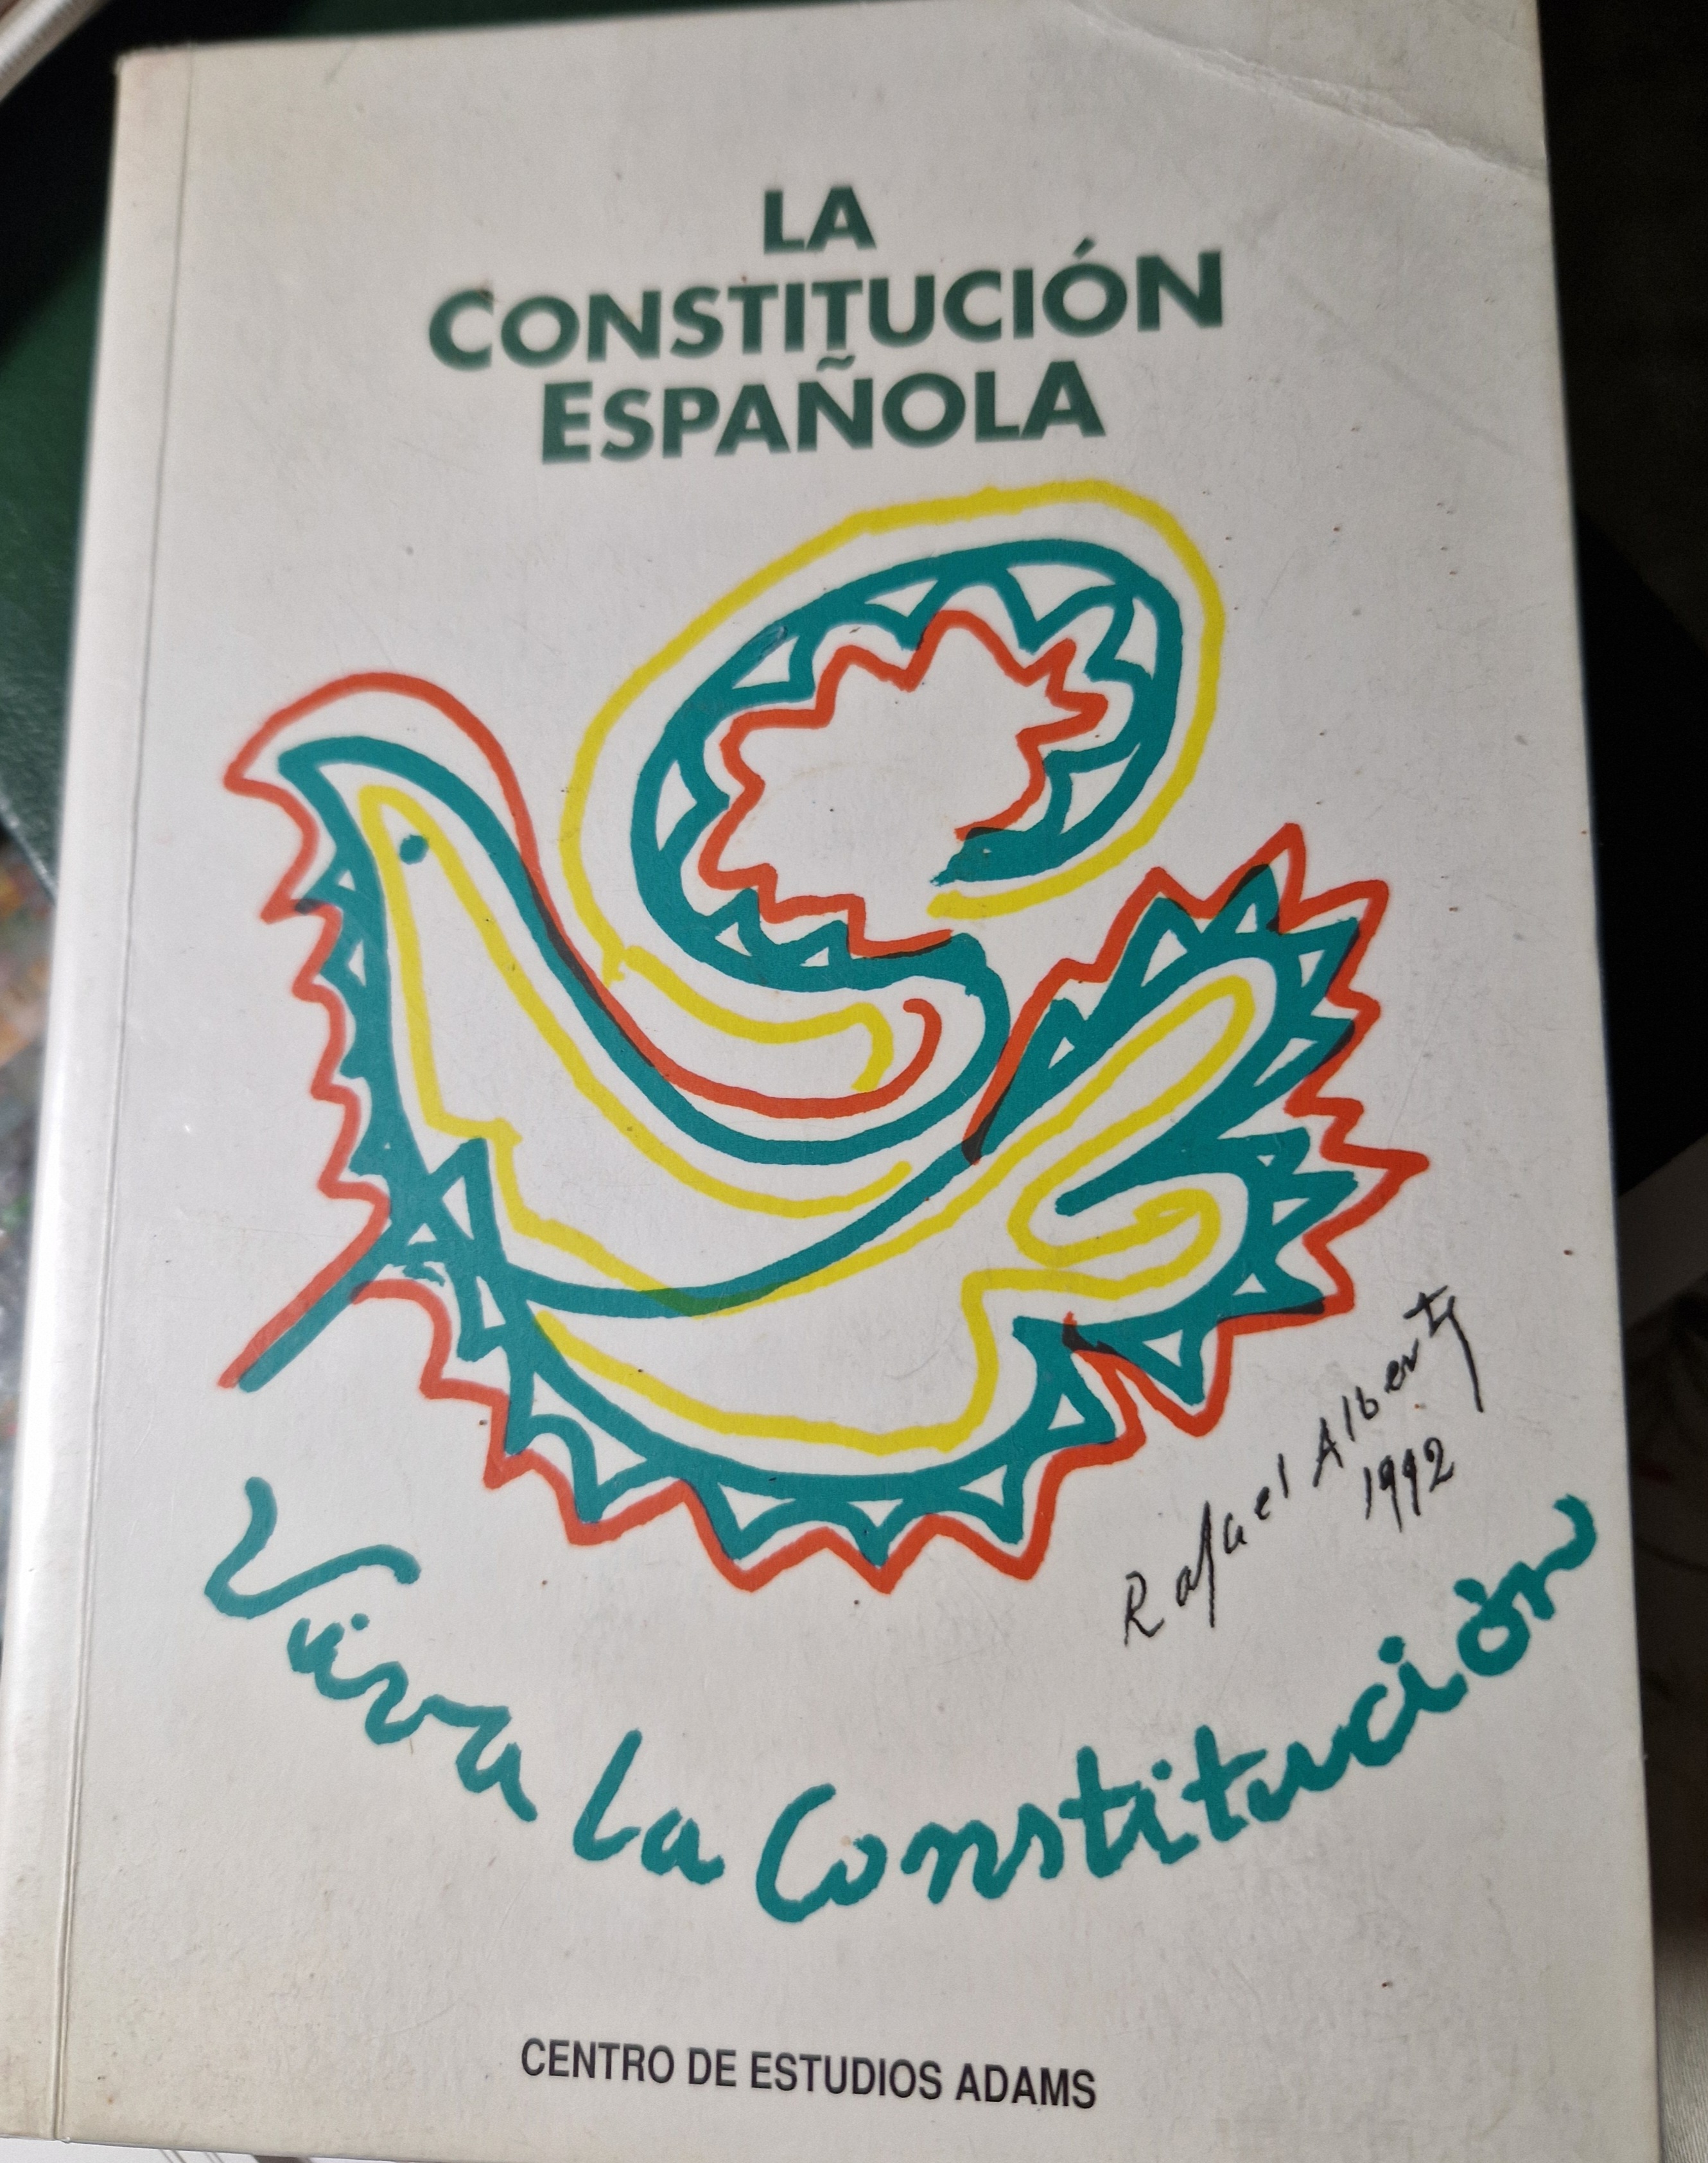 LA
CONSTITUCIÓN
ESPAÑOLA
Rafael Alberti
1992
Viva la Constitución
CENTRO DE ESTUDIOS ADAMS